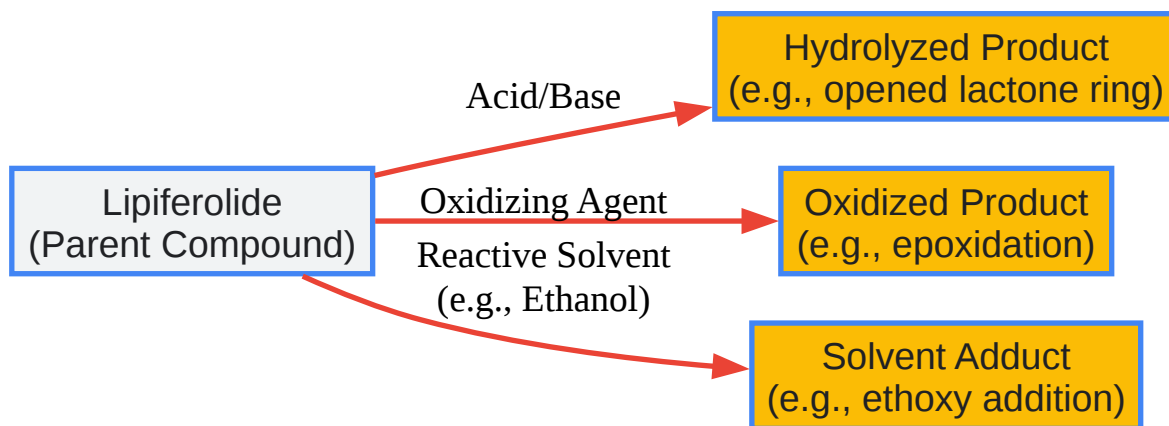 Lipiferolide
(Parent Compound)
Acid/Base
Hydrolyzed Product
(e.g., opened lactone ring)
Oxidizing Agent
Oxidized Product
(e.g., epoxidation)
Reactive Solvent
(e.g., Ethanol)
Solvent Adduct
(e.g., ethoxy addition)